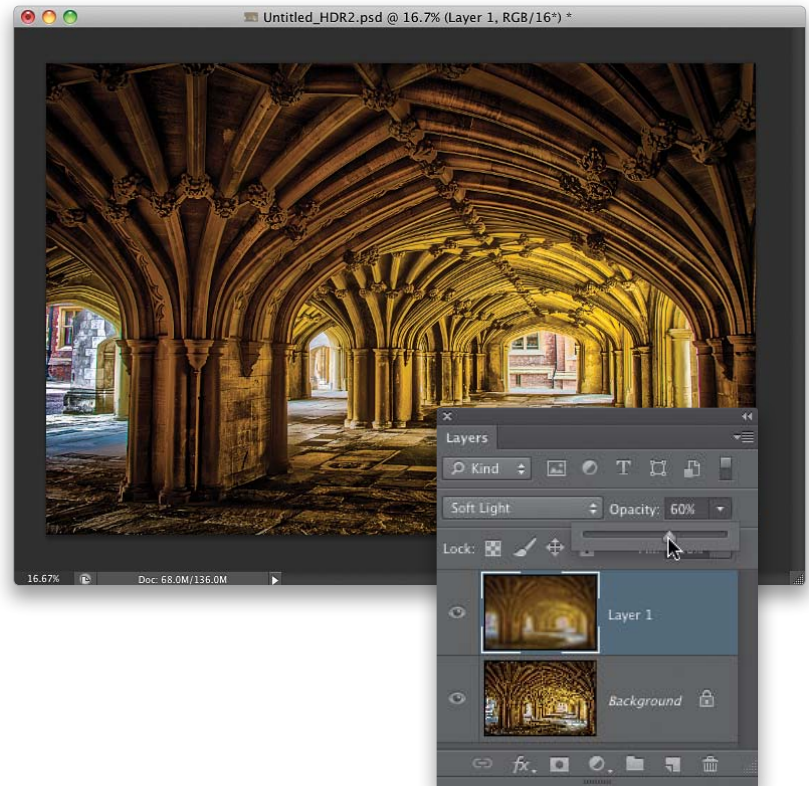 Untitled_HDR2.psd @ 16.7% (Layer 1, RGB/16*) *
16.67%
Doc: 68.0M/136.0M
Layers
Kind
T
Soft Light
Opacity: 60%
Lock:
Layer 1
Background
fx.